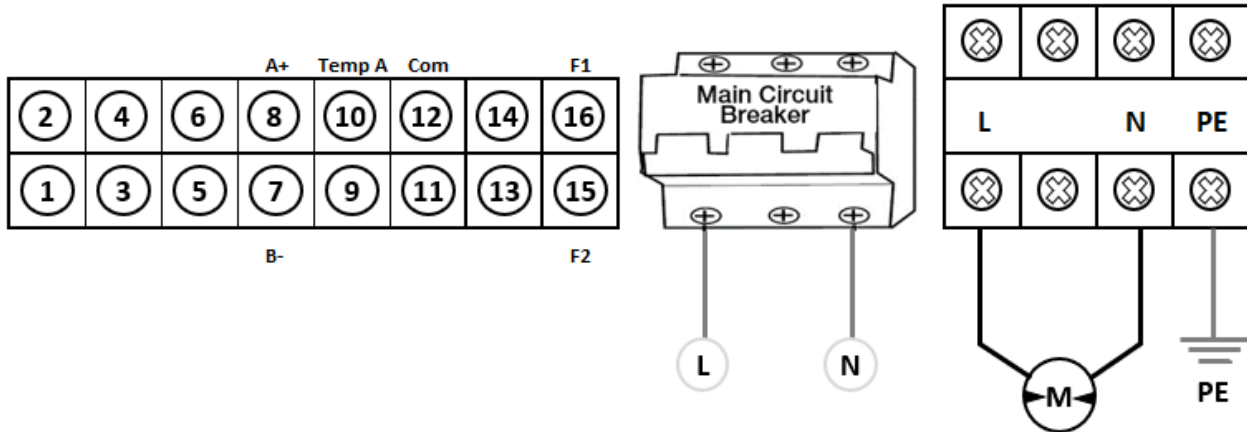 A+ Temp A Com F1
2 4 6 8 10 12 14 16
1 3 5 7 9 11 13 15
B- F2
Main Circuit
Breaker
L N
L N PE
M
PE